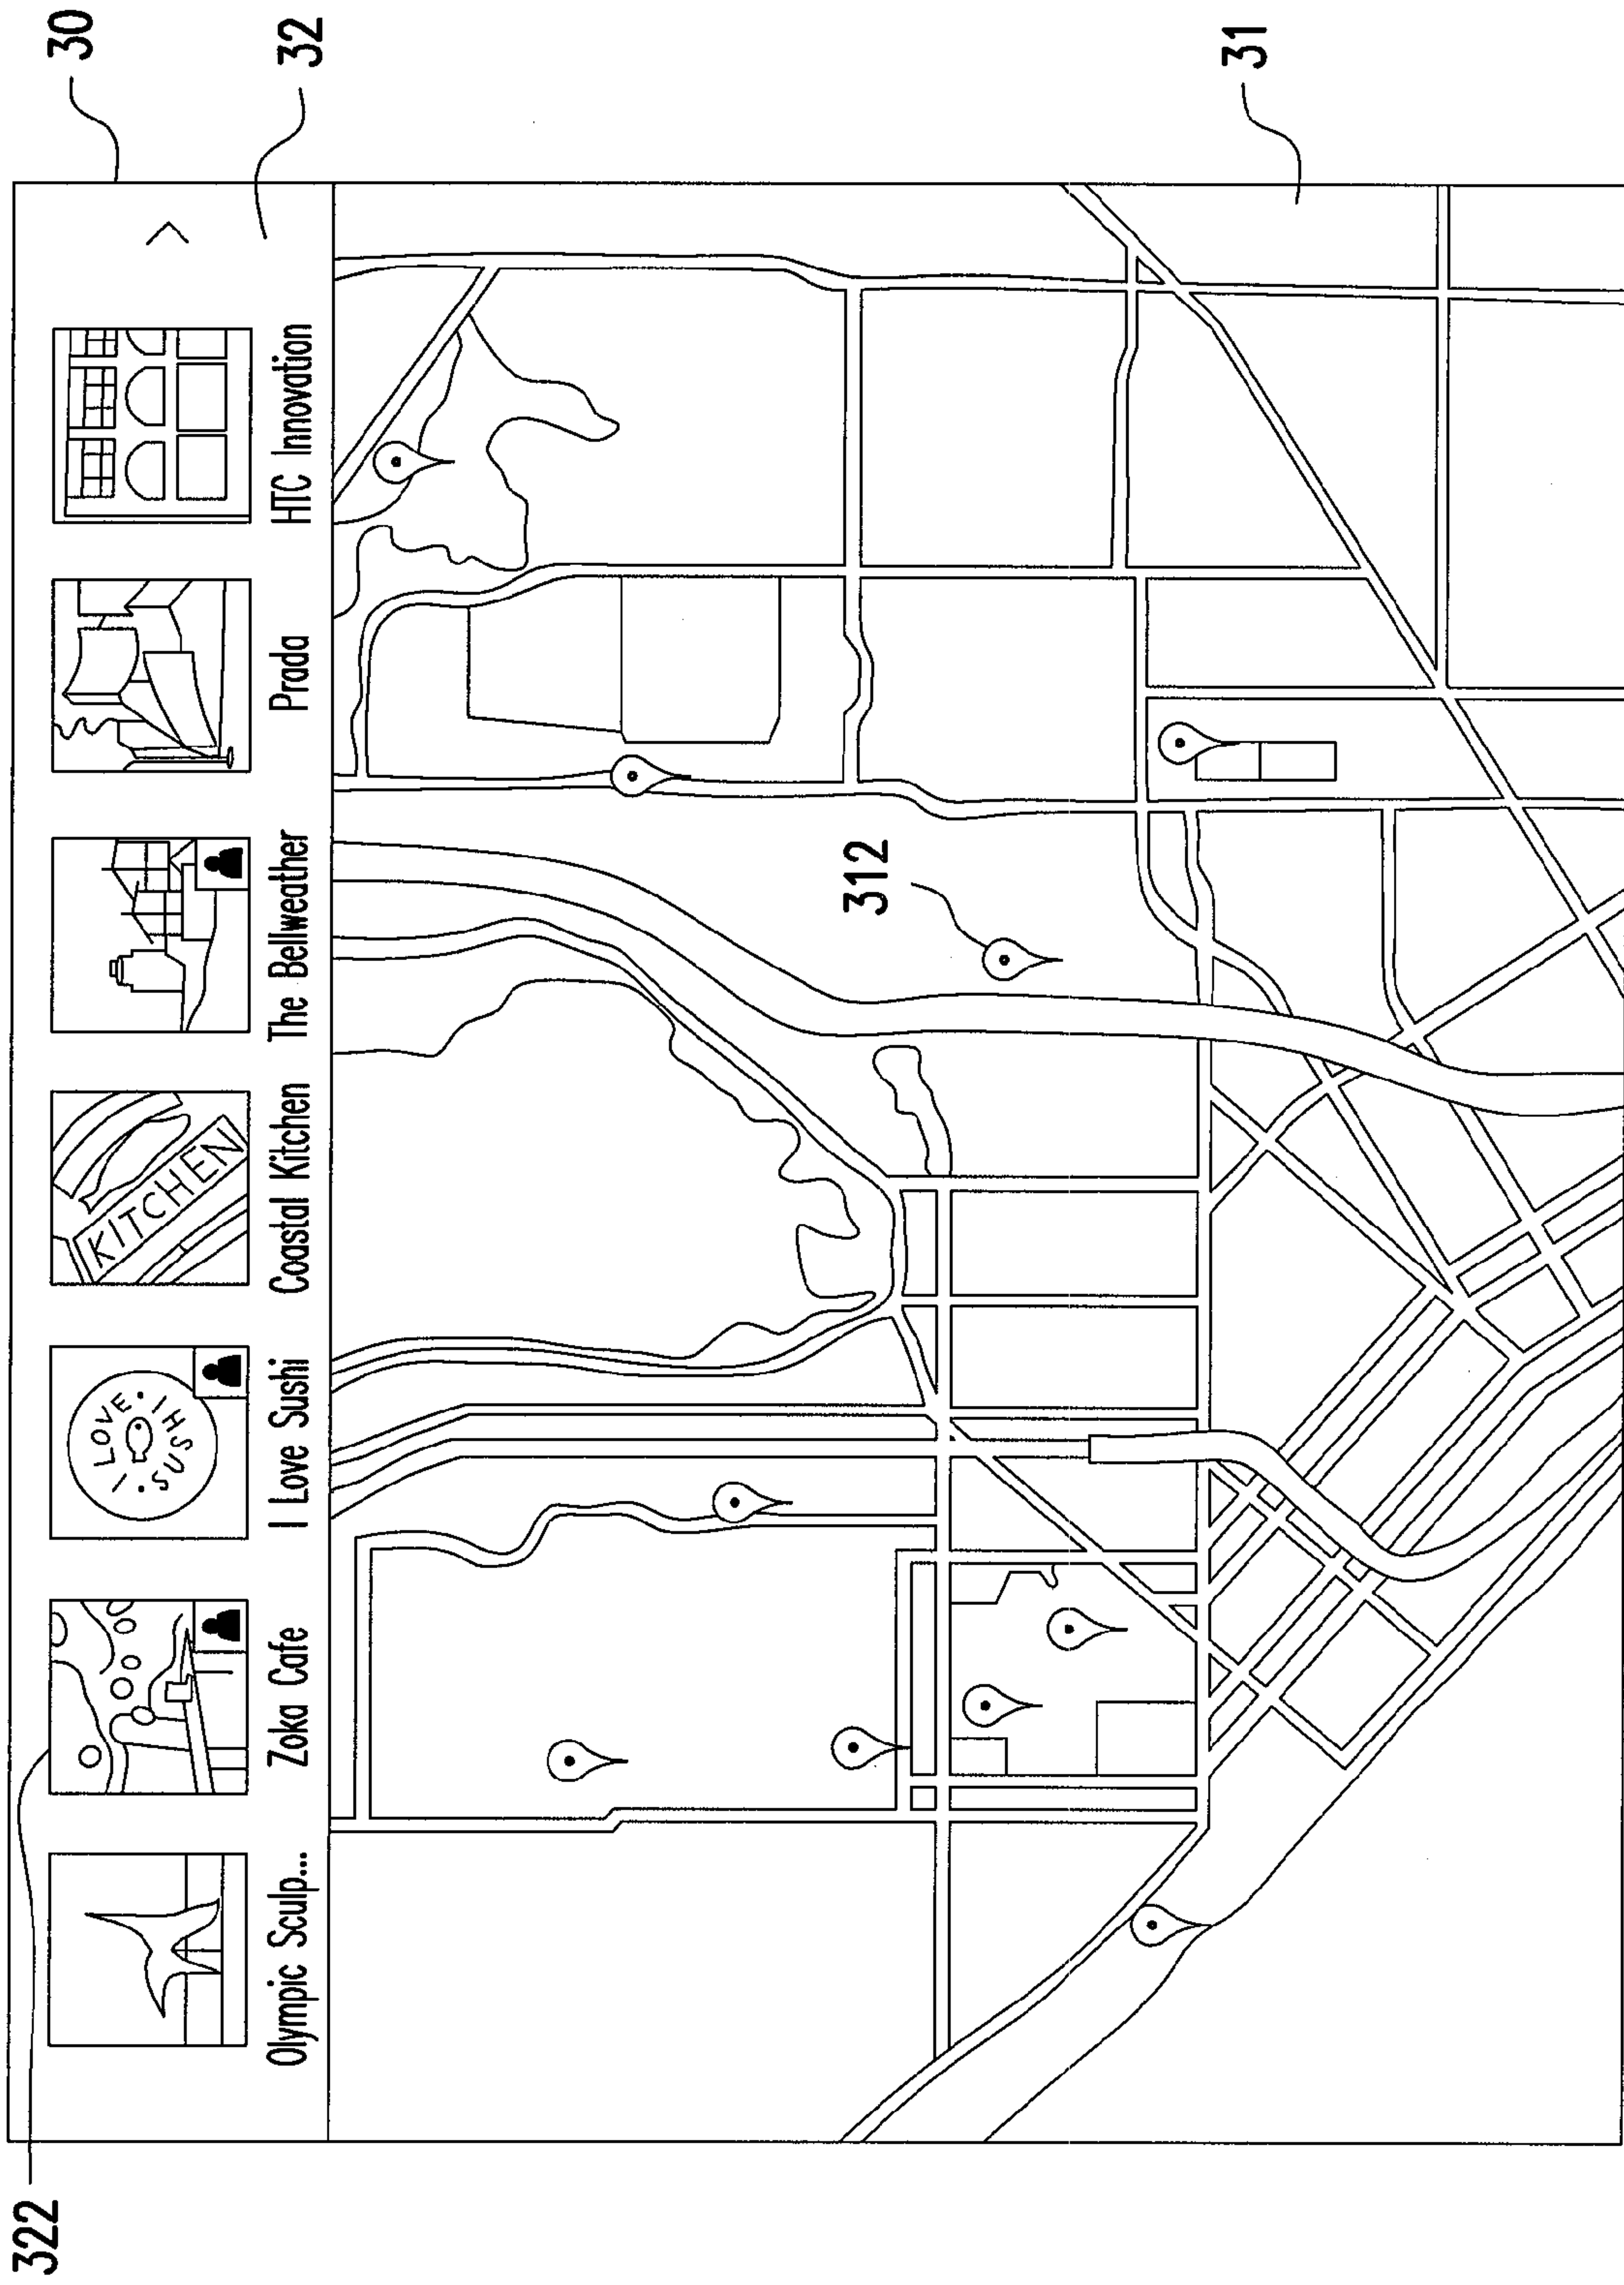 322
30
32
KITCHEN
I LOVE · SUSHI ·
Olympic Sculp...
Zoka Cafe
I Love Sushi
Coastal Kitchen
The Bellweather
Prada
HTC Innovation
312
31